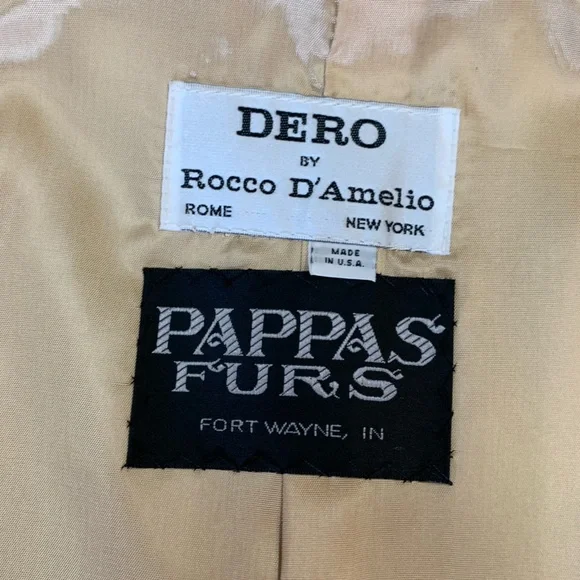 DERO
BY
Rocco D'Amelio
ROME NEW YORK
MADE
IN U.S.A.
PAPPAS
FURS
FORT WAYNE, IN